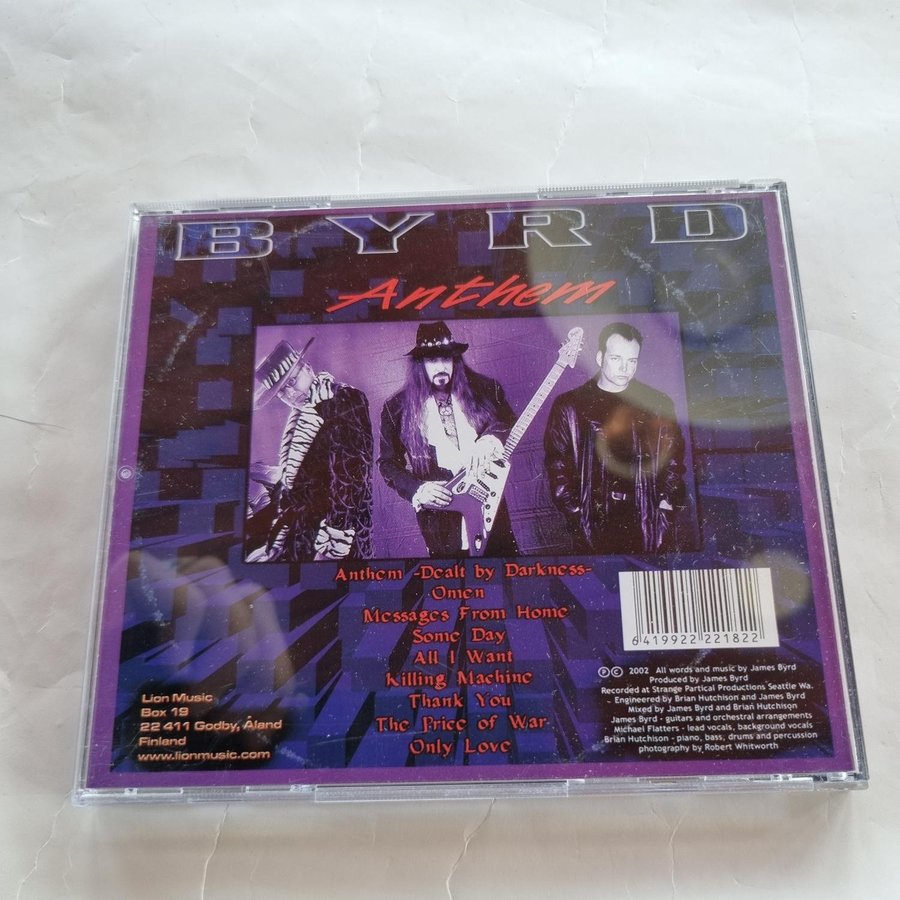 BYRD
Anthem
Anthem -Dealt by Darkness-
Omen
Messages From Home
Some Day
All I Want
Killing Machine
Thank You
The Price of War
Only Love
Lion Music
Box 19
22 411 Godby, Aland
Finland
www.lionmusic.com
6 419922 221822
Ⓟ © 2002 All words and music by James Byrd
Produced by James Byrd
Recorded at Strange Partical Productions Seattle Wa.
- Engineered by Brian Hutchison and James Byrd
Mixed by James Byrd and Brian Hutchison
James Byrd - guitars and orchestral arrangements
Michael Flatters - lead vocals, background vocals
Brian Hutchison - piano, bass, drums and percussion
photography by Robert Whitworth